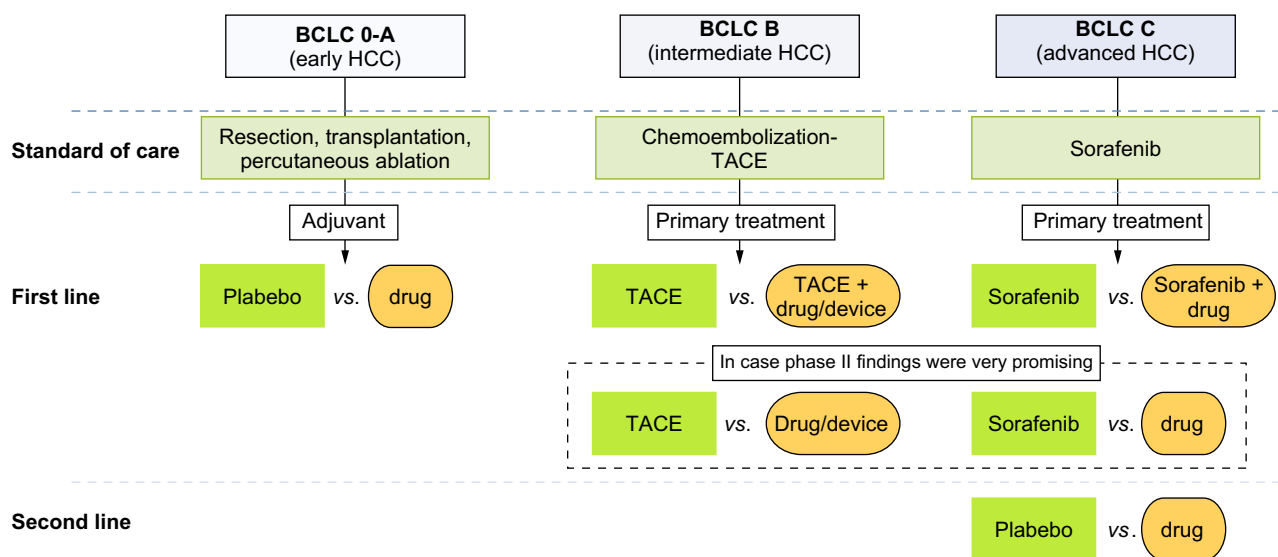 BCLC 0-A
(early HCC)
BCLC B
(intermediate HCC)
BCLC C
(advanced HCC)
Standard of care
Resection, transplantation,
percutaneous ablation
Chemoembolization-
TACE
Sorafenib
Adjuvant
Primary treatment
Primary treatment
First line
Plabebo vs. drug
TACE vs. TACE +
drug/device
Sorafenib vs. Sorafenib +
drug
In case phase II findings were very promising
TACE vs. Drug/device
Sorafenib vs. drug
Second line
Plabebo vs. drug